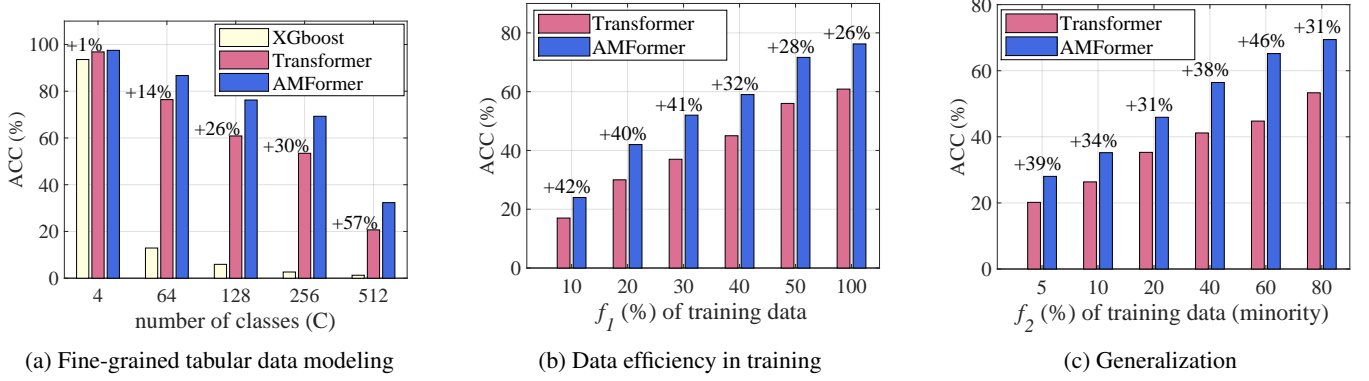 XGboost
Transformer
AMFormer
+1%
+14%
+26%
+30%
+57%
100
80
60
40
20
0
ACC (%)
4 64 128 256 512
number of classes (C)
(a) Fine-grained tabular data modeling
Transformer
AMFormer
+42%
+40%
+41%
+32%
+28%
+26%
80
60
40
20
0
ACC (%)
10 20 30 40 50 100
f1 (%) of training data
(b) Data efficiency in training
Transformer
AMFormer
+39%
+34%
+31%
+38%
+46%
+31%
80
60
40
20
0
ACC (%)
5 10 20 40 60 80
f2 (%) of training data (minority)
(c) Generalization